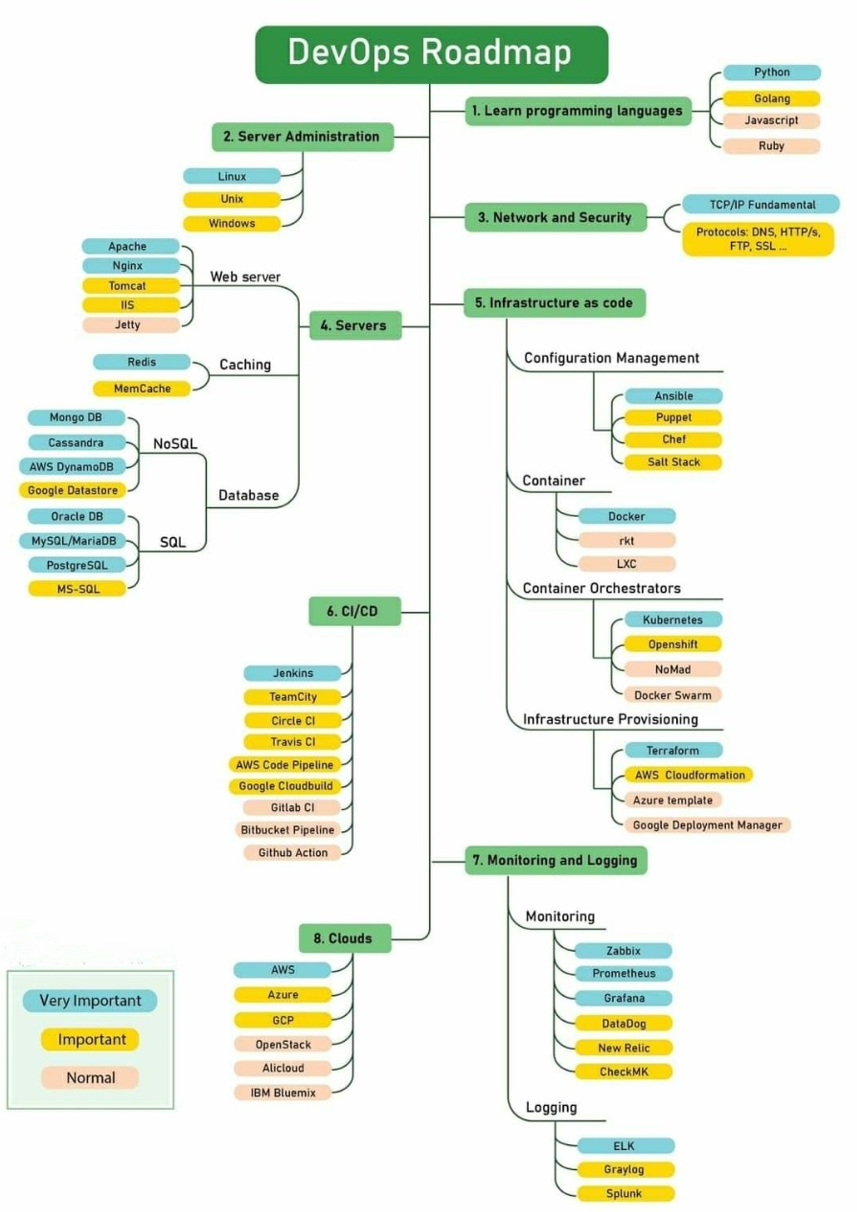 DevOps Roadmap
1. Learn programming languages
Python
Golang
Javascript
Ruby
2. Server Administration
Linux
Unix
Windows
3. Network and Security
TCP/IP Fundamental
Protocols: DNS, HTTP/s,
FTP, SSL ...
4. Servers
Web server
Apache
Nginx
Tomcat
IIS
Jetty
Caching
Redis
MemCache
Database
NoSQL
Mongo DB
Cassandra
AWS DynamoDB
Google Datastore
SQL
Oracle DB
MySQL/MariaDB
PostgreSQL
MS-SQL
5. Infrastructure as code
Configuration Management
Ansible
Puppet
Chef
Salt Stack
Container
Docker
rkt
LXC
Container Orchestrators
Kubernetes
Openshift
NoMad
Docker Swarm
Infrastructure Provisioning
Terraform
AWS Cloudformation
Azure template
Google Deployment Manager
6. CI/CD
Jenkins
TeamCity
Circle CI
Travis CI
AWS Code Pipeline
Google Cloudbuild
Gitlab CI
Bitbucket Pipeline
Github Action
7. Monitoring and Logging
Monitoring
Zabbix
Prometheus
Grafana
DataDog
New Relic
CheckMK
Logging
ELK
Graylog
Splunk
8. Clouds
AWS
Azure
GCP
OpenStack
Alicloud
IBM Bluemix
Very Important
Important
Normal